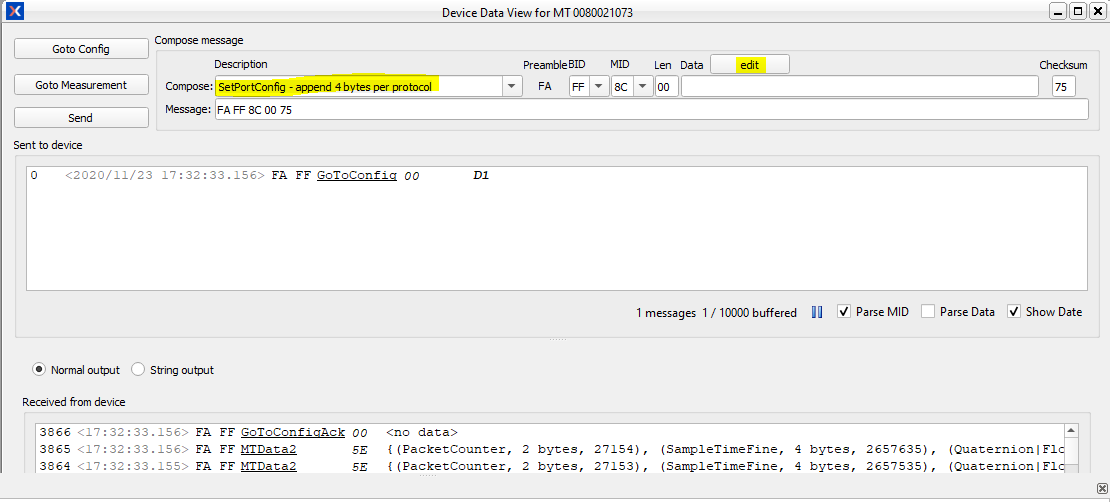 Device Data View for MT 0080021073
Goto Config
Goto Measurement
Send
Compose message
Description Preamble BID MID Len Data edit Checksum
Compose: SetPortConfig - append 4 bytes per protocol FA FF 8C 00 75
Message: FA FF 8C 00 75
Sent to device
0 <2020/11/23 17:32:33.156> FA FF GoToConfig 00 D1
1 messages 1 / 10000 buffered Parse MID Parse Data Show Date
Normal output String output
Received from device
3866 <17:32:33.156> FA FF GoToConfigAck 00 <no data>
3865 <17:32:33.156> FA FF MTData2 5E {(PacketCounter, 2 bytes, 27154), (SampleTimeFine, 4 bytes, 2657635), (Quaternion|Flo
3864 <17:32:33.155> FA FF MTData2 5E {(PacketCounter, 2 bytes, 27153), (SampleTimeFine, 4 bytes, 2657535), (Quaternion|Flo